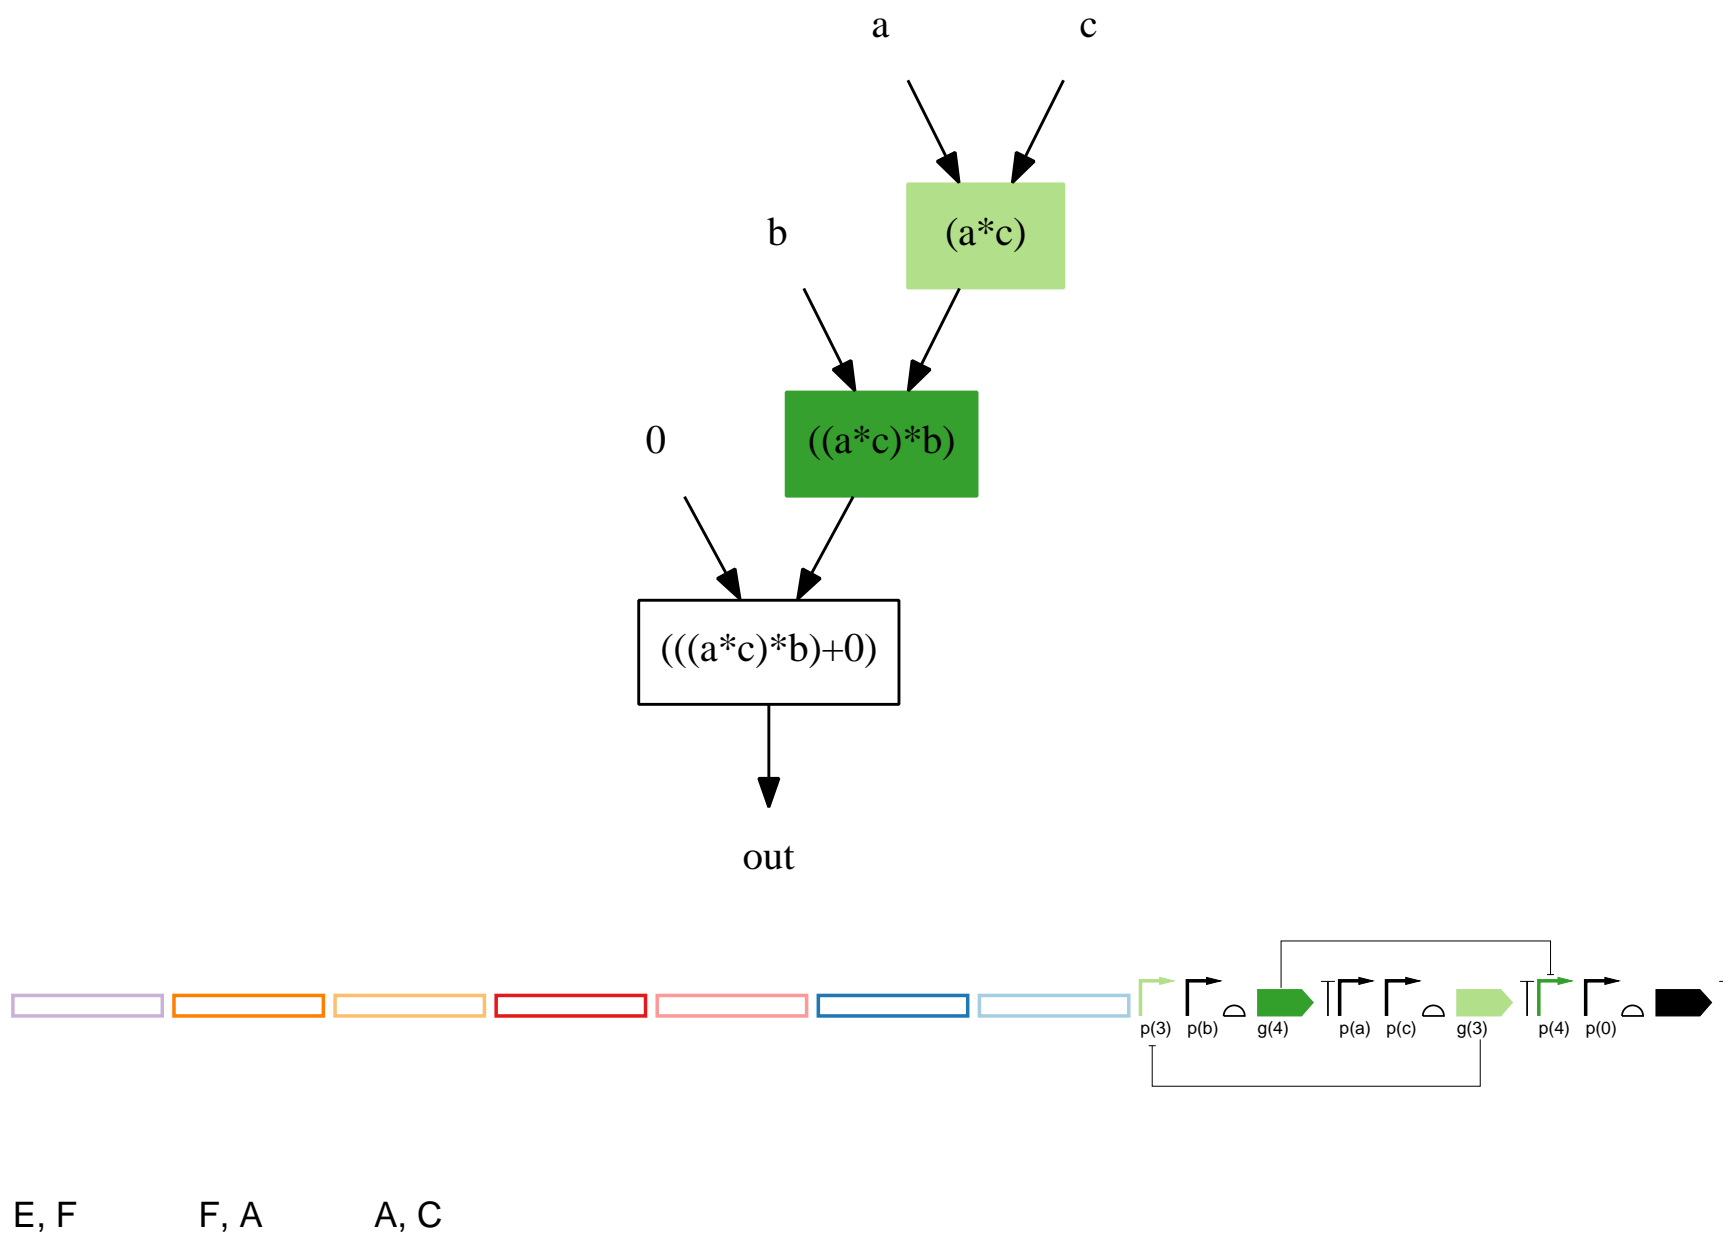 a c
b (a*c)
0 ((a*c)*b)
(((a*c)*b)+0)
out
p(3) p(b) g(4) p(a) p(c) g(3) p(4) p(0)
E, F F, A A, C